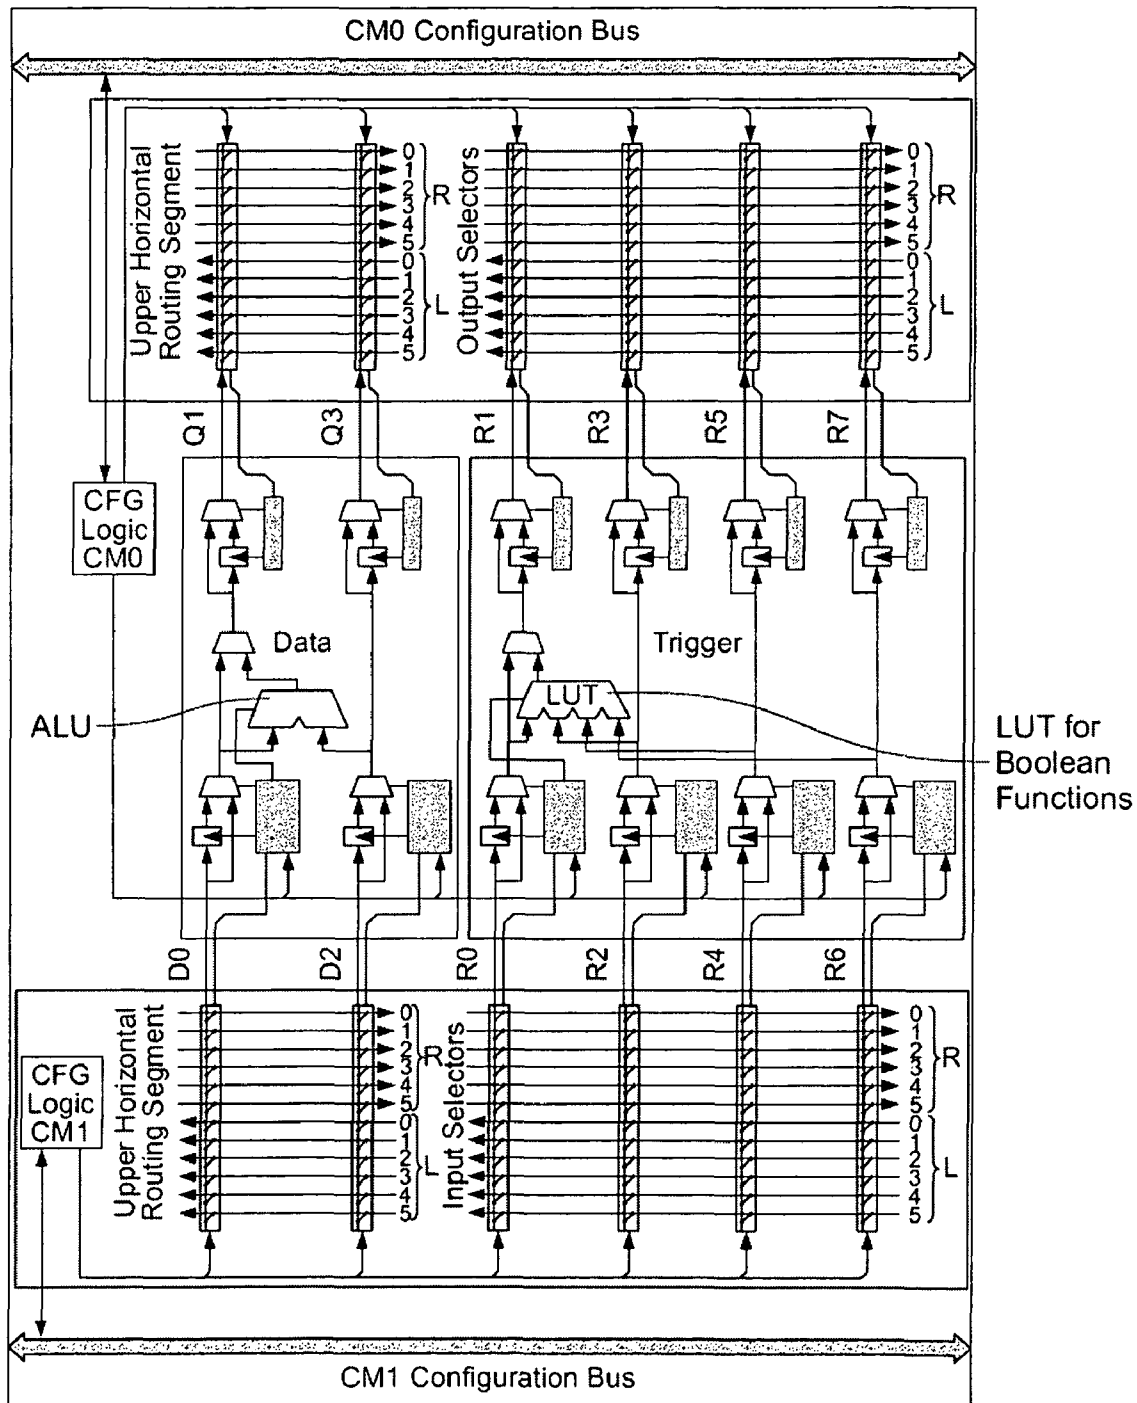 CM0 Configuration Bus
Upper Horizontal
Routing Segment
0
1
2
3
4
5
R
0
1
2
3
4
5
L
Output Selectors
0
1
2
3
4
5
R
0
1
2
3
4
5
L
Q1
Q3
R1
R3
R5
R7
CFG
Logic
CM0
Data
Trigger
ALU
LUT
LUT for
Boolean
Functions
D0
D2
R0
R2
R4
R6
CFG
Logic
CM1
Upper Horizontal
Routing Segment
0
1
2
3
4
5
R
0
1
2
3
4
5
L
Input Selectors
0
1
2
3
4
5
R
0
1
2
3
4
5
L
CM1 Configuration Bus